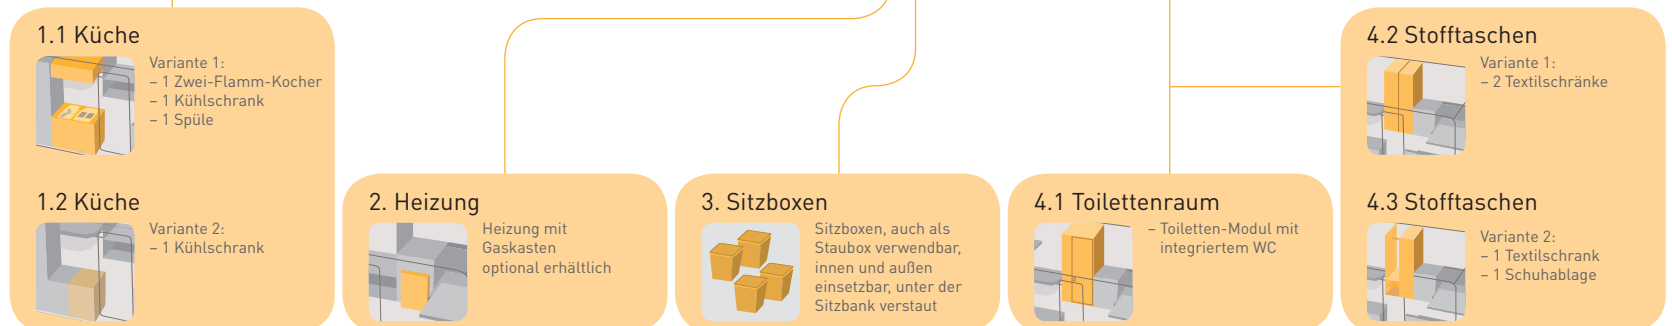 1.1 Küche
Variante 1:
– 1 Zwei-Flamm-Kocher
– 1 Kühlschrank
– 1 Spüle
1.2 Küche
Variante 2:
– 1 Kühlschrank
2. Heizung
Heizung mit
Gaskasten
optional erhältlich
3. Sitzboxen
Sitzboxen, auch als
Staubox verwendbar,
innen und außen
einsetzbar, unter der
Sitzbank verstaut
4.1 Toilettenraum
– Toiletten-Modul mit
integriertem WC
4.2 Stofftaschen
Variante 1:
– 2 Textilschränke
4.3 Stofftaschen
Variante 2:
– 1 Textilschrank
– 1 Schuhablage